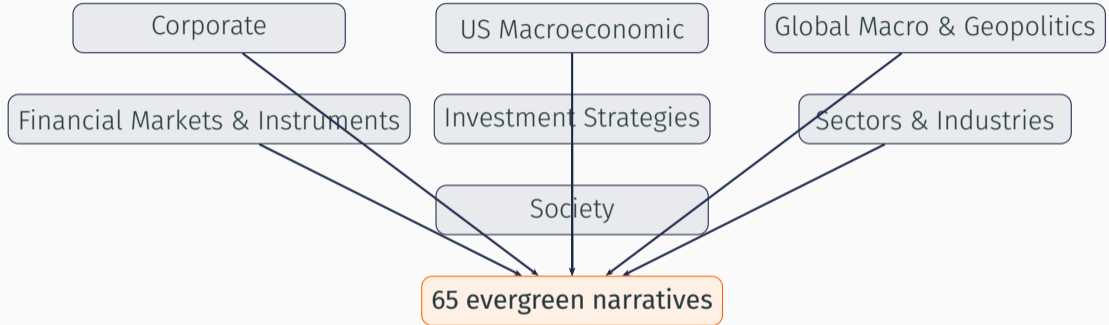 Corporate
US Macroeconomic
Global Macro & Geopolitics
Financial Markets & Instruments
Investment Strategies
Sectors & Industries
Society
65 evergreen narratives